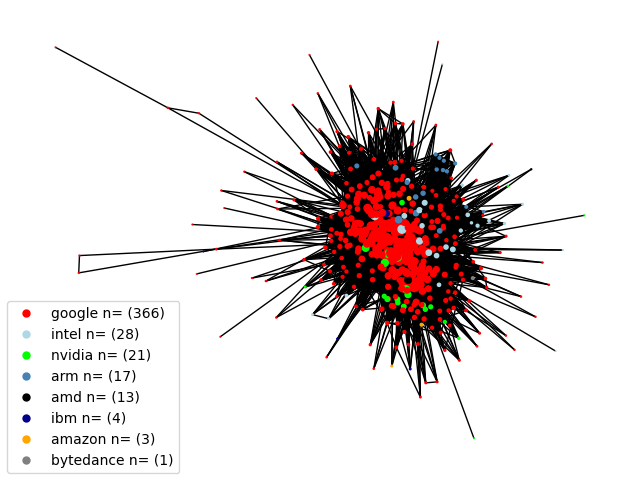 google n= (366)
intel n= (28)
nvidia n= (21)
arm n= (17)
amd n= (13)
ibm n= (4)
amazon n= (3)
bytedance n= (1)